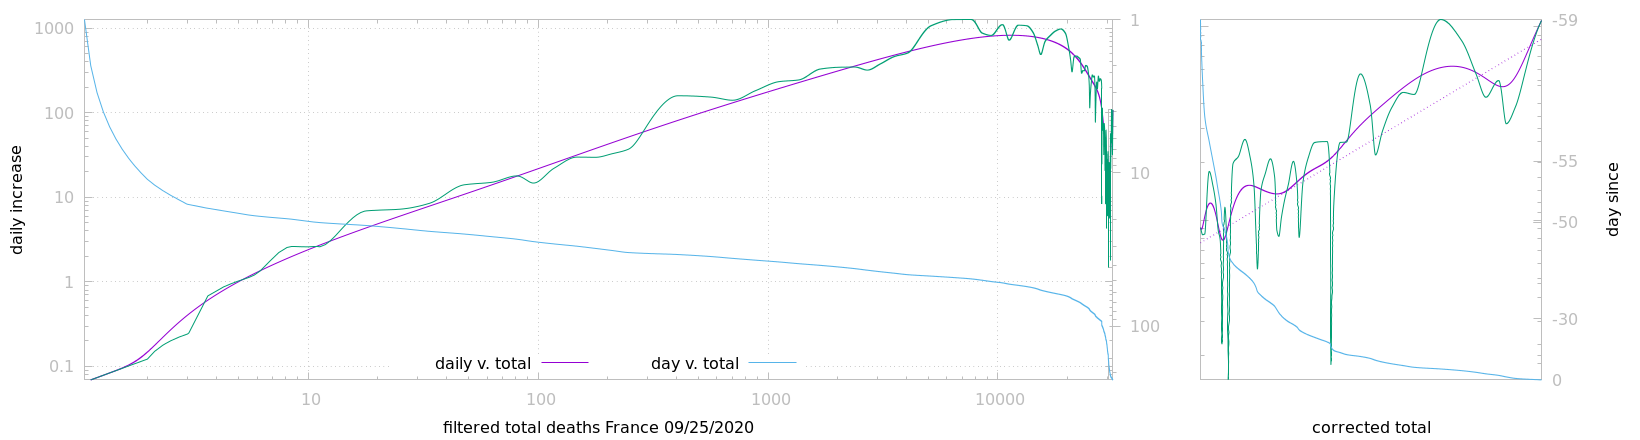 1000
100
10
1
0.1
daily increase
10
100
1000
10000
filtered total deaths France 09/25/2020
daily v. total
day v. total
1
10
100
-59
-55
-50
-30
0
day since
corrected total